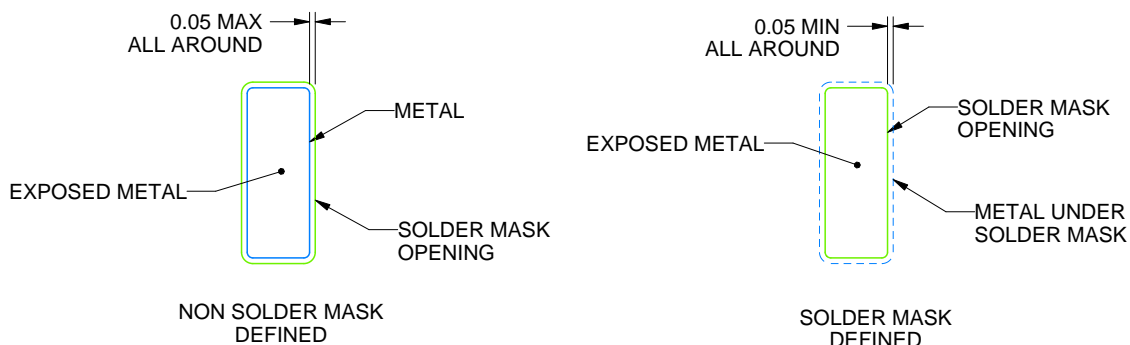 0.05 MAX
ALL AROUND
METAL
EXPOSED METAL
SOLDER MASK
OPENING
NON SOLDER MASK
DEFINED
0.05 MIN
ALL AROUND
SOLDER MASK
OPENING
EXPOSED METAL
METAL UNDER
SOLDER MASK
SOLDER MASK
DEFINED